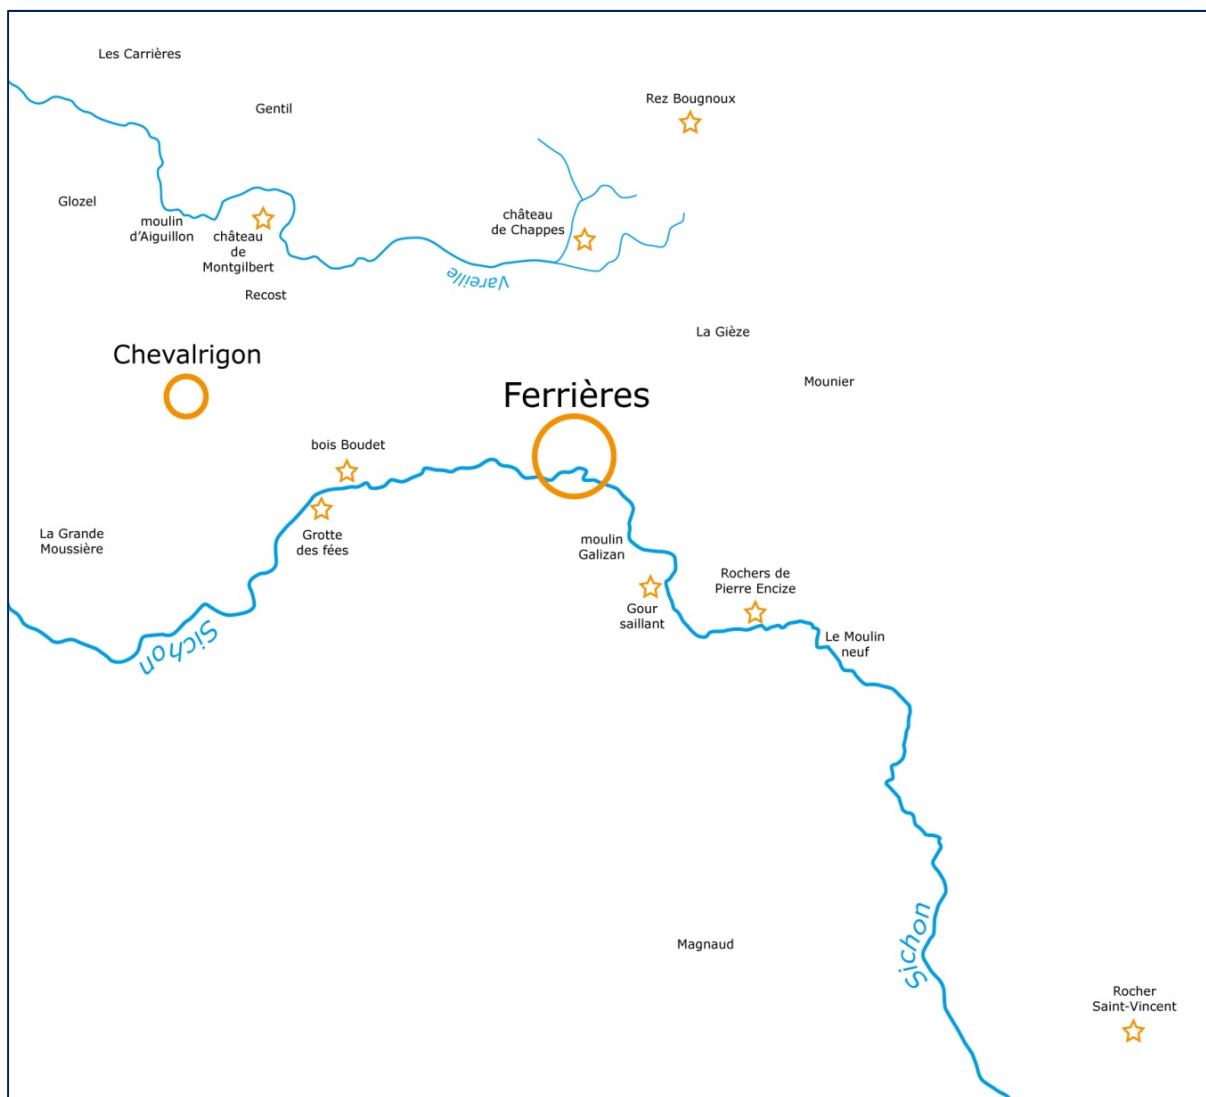 Les Carrières
Gentil
Rez Bougnoux
Glozel
moulin
d'Aiguillon
château
de
Montgilbert
château
de Chappes
Vareille
Recost
La Gièze
Chevalrigon
Mounier
Ferrières
bois Boudet
La Grande
Moussière
Grotte
des fées
moulin
Galizan
Rochers de
Pierre Encize
Gour
saillant
Sichon
Le Moulin
neuf
Magnaud
Sichon
Rocher
Saint-Vincent